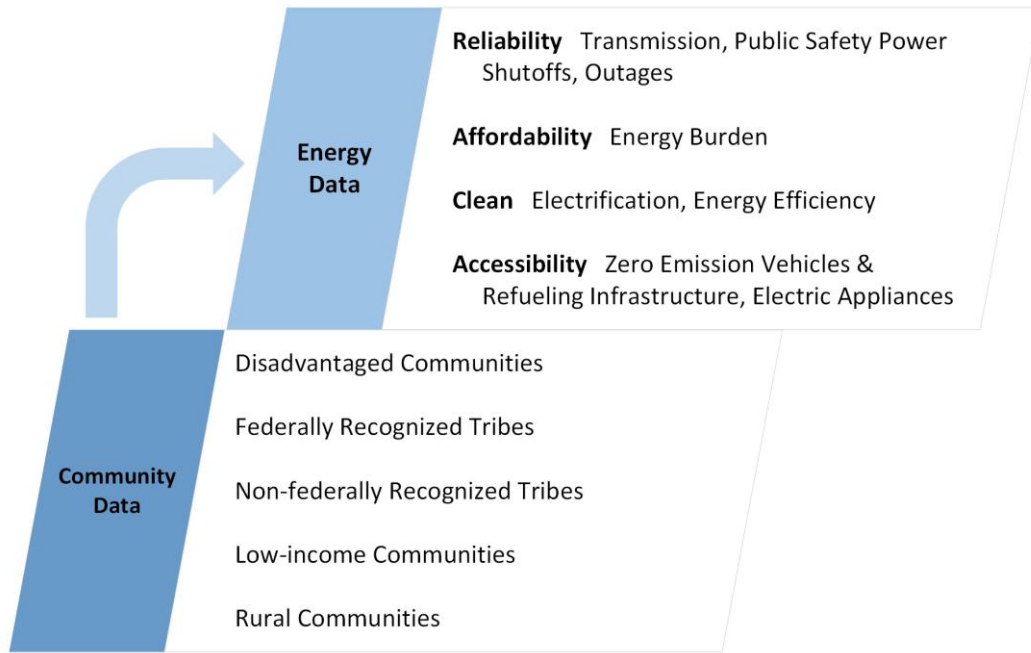 Reliability Transmission, Public Safety Power
Shutoffs, Outages
Energy
Data
Affordability Energy Burden
Clean Electrification, Energy Efficiency
Accessibility Zero Emission Vehicles &
Refueling Infrastructure, Electric Appliances
Community
Data
Disadvantaged Communities
Federally Recognized Tribes
Non-federally Recognized Tribes
Low-income Communities
Rural Communities